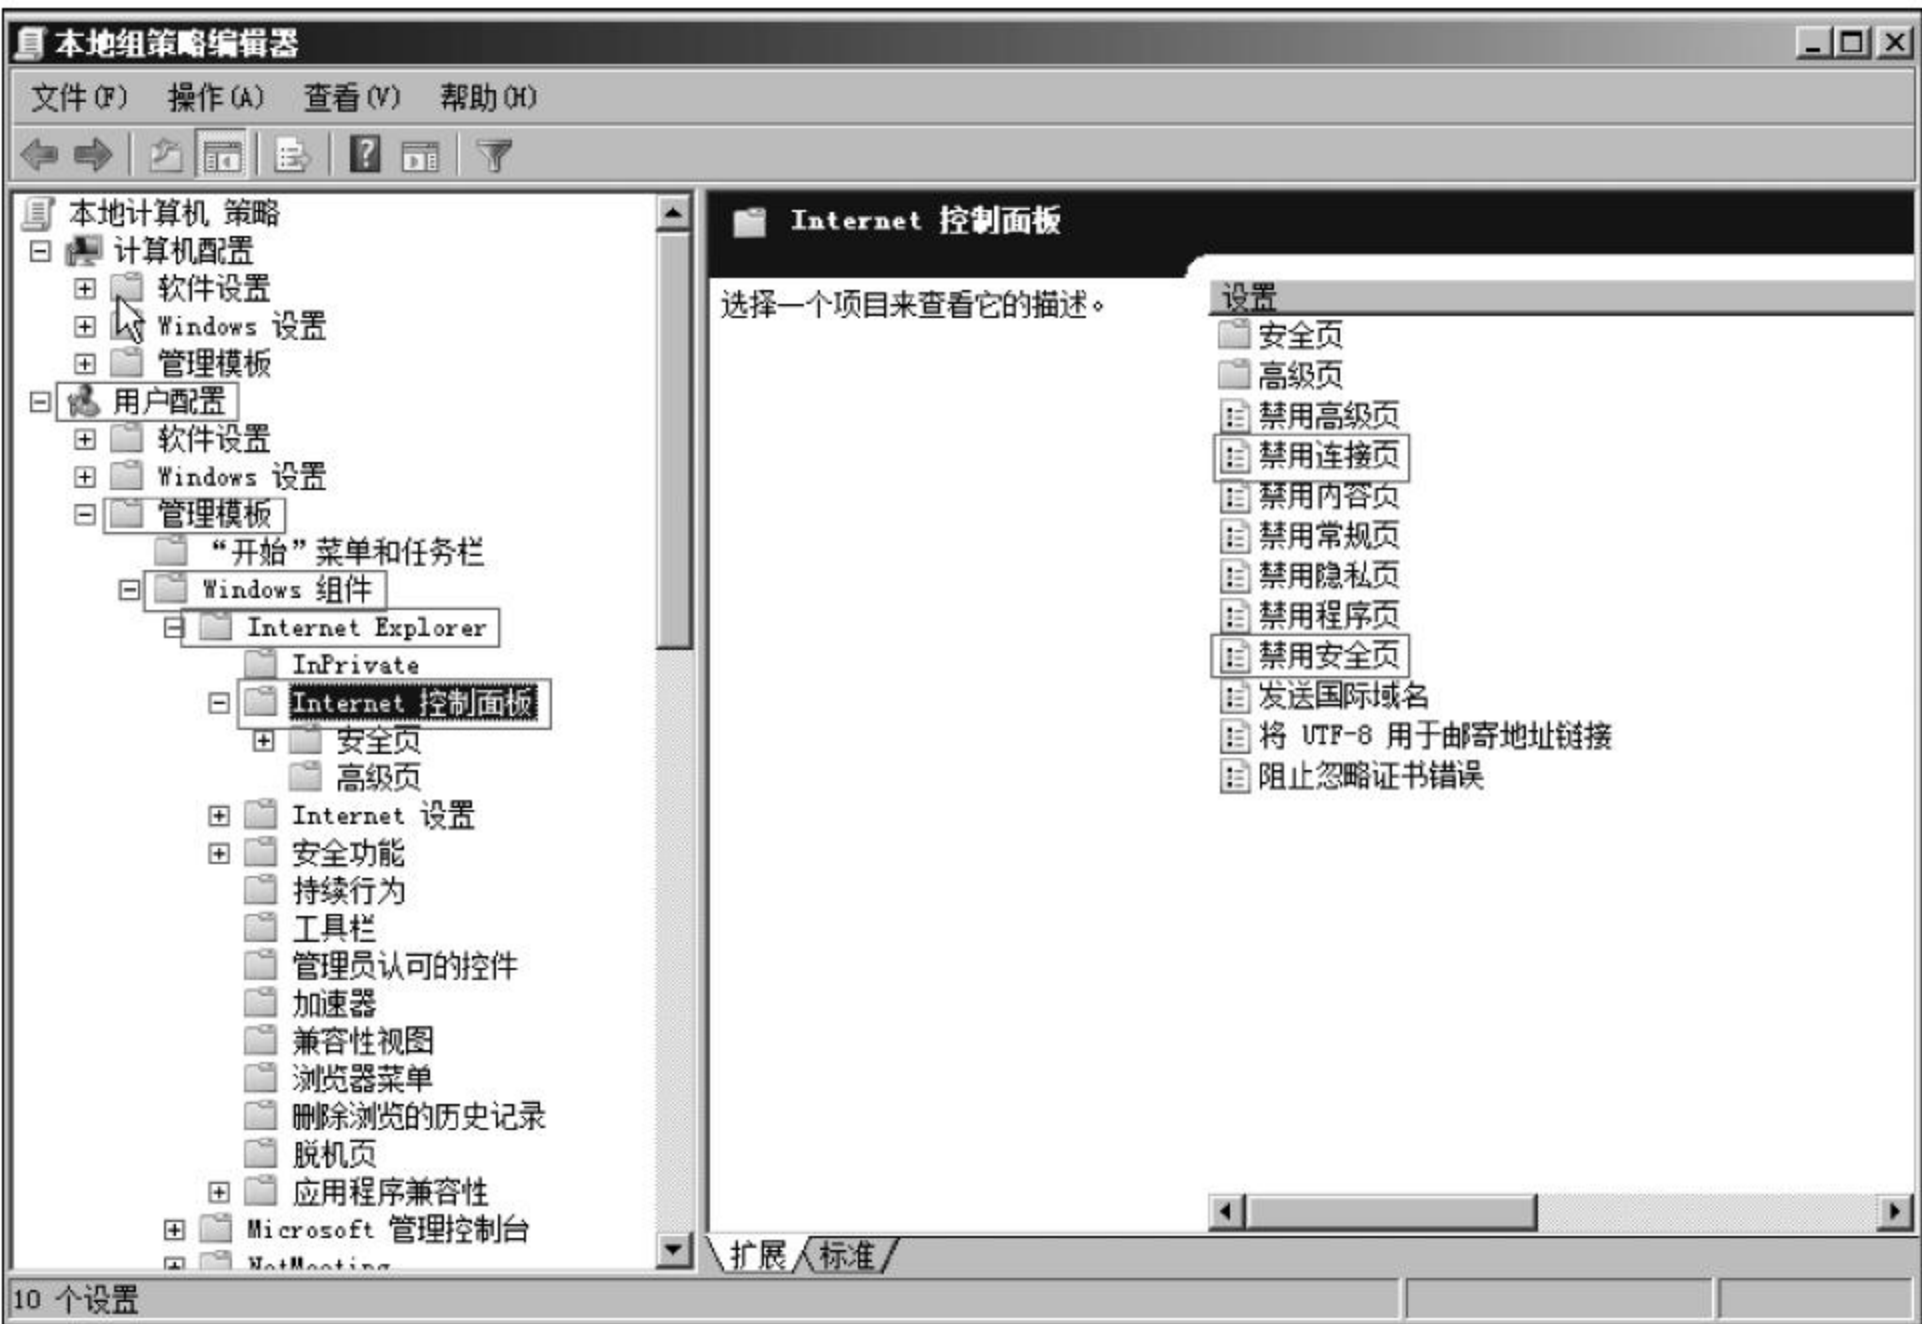 本地组策略编辑器
文件(F) 操作(A) 查看(V) 帮助(H)
本地计算机 策略
计算机配置
软件设置
Windows 设置
管理模板
用户配置
软件设置
Windows 设置
管理模板
“开始”菜单和任务栏
Windows 组件
Internet Explorer
InPrivate
Internet 控制面板
安全页
高级页
Internet 设置
安全功能
持续行为
工具栏
管理员认可的控件
加速器
兼容性视图
浏览器菜单
删除浏览的历史记录
脱机页
应用程序兼容性
Microsoft 管理控制台
NetMeeting
Internet 控制面板
选择一个项目来查看它的描述。
设置
安全页
高级页
禁用高级页
禁用连接页
禁用内容页
禁用常规页
禁用隐私页
禁用程序页
禁用安全页
发送国际域名
将 UTF-8 用于邮寄地址链接
阻止忽略证书错误
扩展 标准
10 个设置